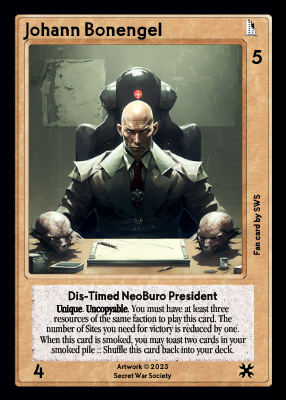 Johann Bonengel
5
Fan card by SWS
Dis-Timed NeoBuro President
Unique. Uncopyable. You must have at least three
resources of the same faction to play this card. The
number of Sites you need for victory is reduced by one.
When this card is smoked, you may toast two cards in your
smoked pile :: Shuffle this card back into your deck.
4
Artwork © 2023
Secret War Society